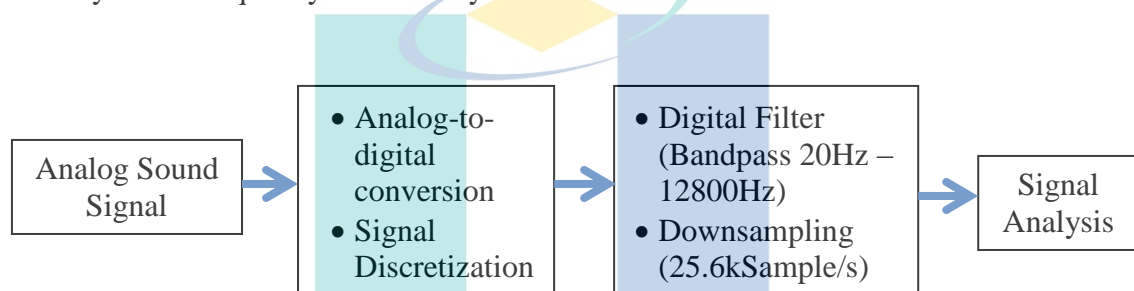 Analog Sound
Signal
• Analog-to-
digital
conversion
• Signal
Discretization
• Digital Filter
(Bandpass 20Hz –
12800Hz)
• Downsampling
(25.6kSample/s)
Signal
Analysis